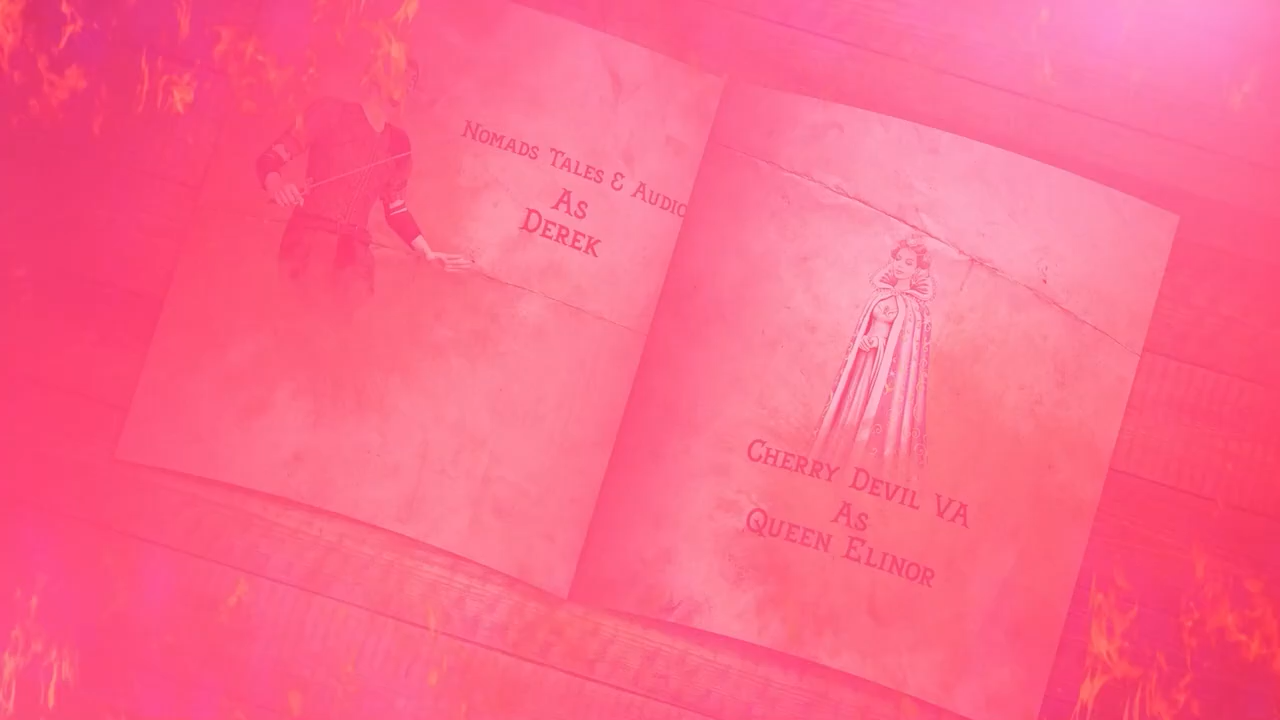 Nomads Tales & Audio
As
Derek
Cherry Devil VA
As
Queen Elinor